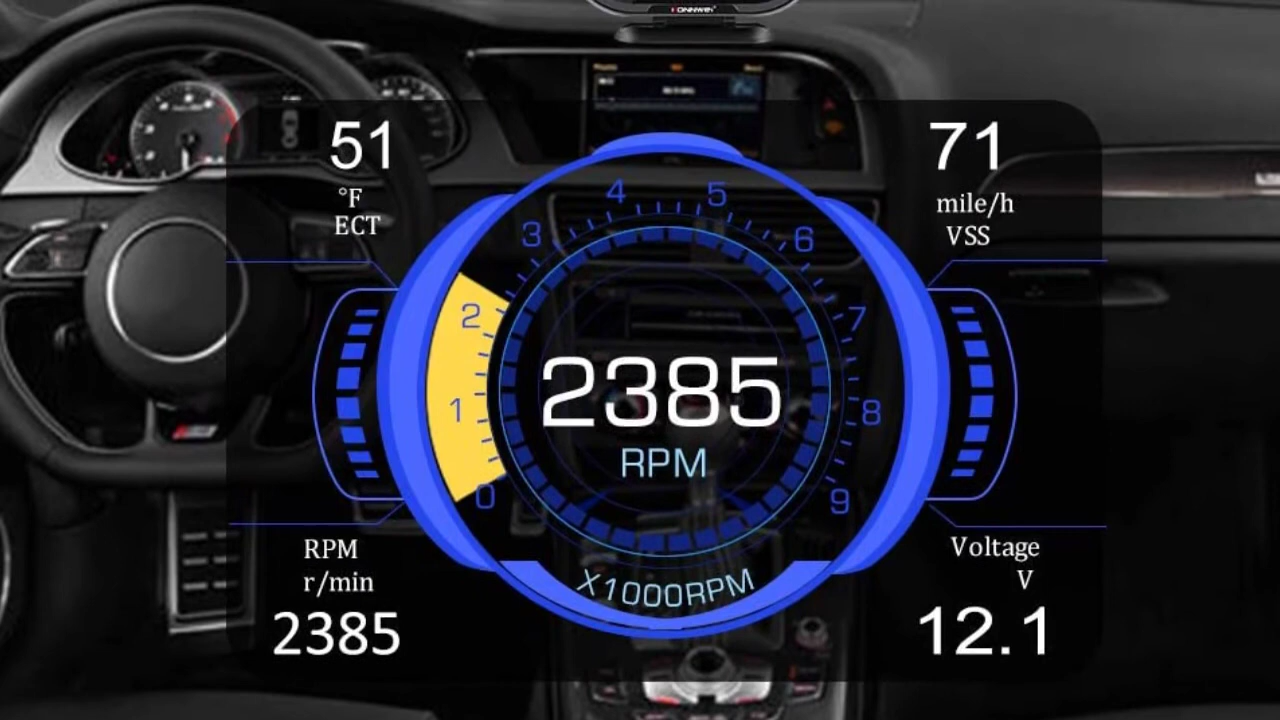 KONNWEI
51
°F
ECT
71
mile/h
VSS
4
5
3
6
2
7
1
8
0
9
2385
RPM
X1000RPM
RPM
r/min
2385
Voltage
V
12.1